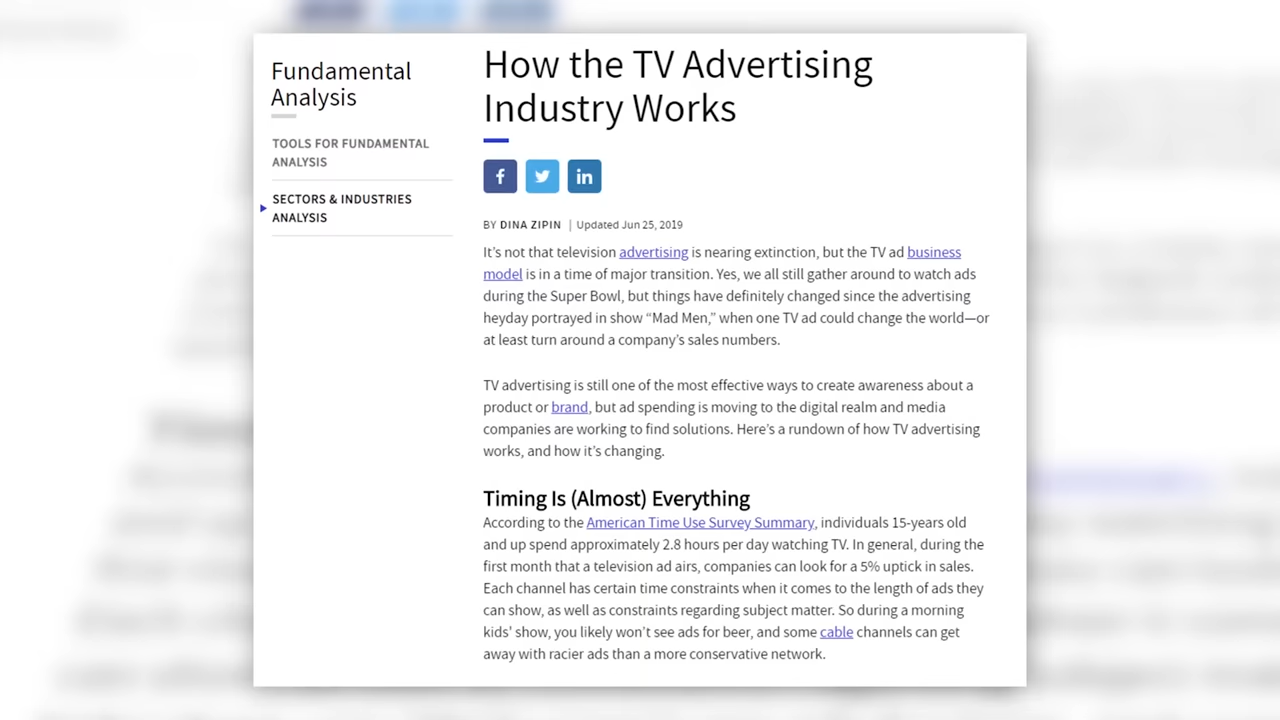 Fundamental
Analysis
TOOLS FOR FUNDAMENTAL
ANALYSIS
SECTORS & INDUSTRIES
ANALYSIS
How the TV Advertising
Industry Works
BY DINA ZIPIN | Updated Jun 25, 2019
It's not that television advertising is nearing extinction, but the TV ad business
model is in a time of major transition. Yes, we all still gather around to watch ads
during the Super Bowl, but things have definitely changed since the advertising
heyday portrayed in show “Mad Men,” when one TV ad could change the world—or
at least turn around a company's sales numbers.
TV advertising is still one of the most effective ways to create awareness about a
product or brand, but ad spending is moving to the digital realm and media
companies are working to find solutions. Here's a rundown of how TV advertising
works, and how it's changing.
Timing Is (Almost) Everything
According to the American Time Use Survey Summary, individuals 15-years old
and up spend approximately 2.8 hours per day watching TV. In general, during the
first month that a television ad airs, companies can look for a 5% uptick in sales.
Each channel has certain time constraints when it comes to the length of ads they
can show, as well as constraints regarding subject matter. So during a morning
kids' show, you likely won't see ads for beer, and some cable channels can get
away with racier ads than a more conservative network.